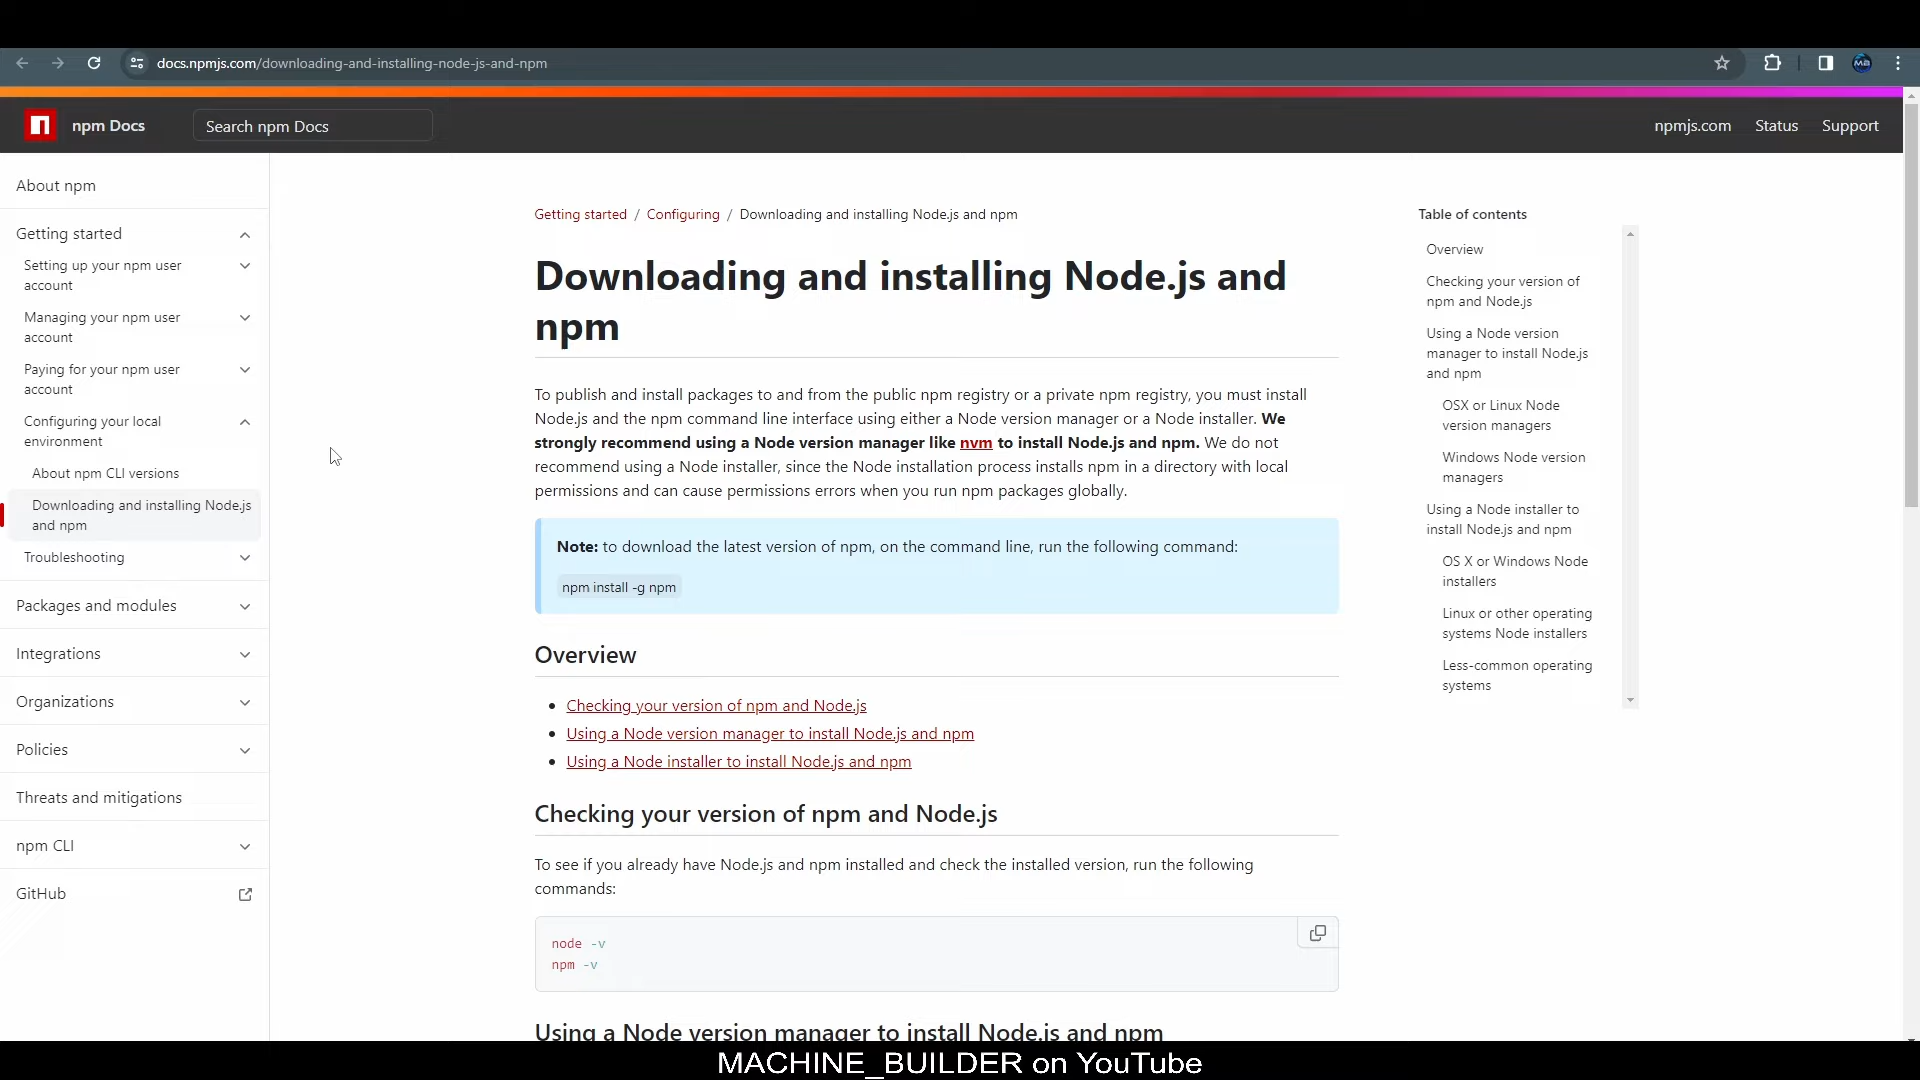 docs.npmjs.com/downloading-and-installing-node-js-and-npm
npm Docs
Search npm Docs
npmjs.com
Status
Support
About npm
Getting started
Setting up your npm user
account
Managing your npm user
account
Paying for your npm user
account
Configuring your local
environment
About npm CLI versions
Downloading and installing Node.js
and npm
Troubleshooting
Packages and modules
Integrations
Organizations
Policies
Threats and mitigations
npm CLI
GitHub
Getting started / Configuring / Downloading and installing Node.js and npm
Downloading and installing Node.js and
npm
To publish and install packages to and from the public npm registry or a private npm registry, you must install
Node.js and the npm command line interface using either a Node version manager or a Node installer. We
strongly recommend using a Node version manager like nvm to install Node.js and npm. We do not
recommend using a Node installer, since the Node installation process installs npm in a directory with local
permissions and can cause permissions errors when you run npm packages globally.
Note: to download the latest version of npm, on the command line, run the following command:
npm install -g npm
Overview
• Checking your version of npm and Node.js
• Using a Node version manager to install Node.js and npm
• Using a Node installer to install Node.js and npm
Checking your version of npm and Node.js
To see if you already have Node.js and npm installed and check the installed version, run the following
commands:
node -v
npm -v
Using a Node version manager to install Node.js and npm
Table of contents
Overview
Checking your version of
npm and Node.js
Using a Node version
manager to install Node.js
and npm
OSX or Linux Node
version managers
Windows Node version
managers
Using a Node installer to
install Node.js and npm
OS X or Windows Node
installers
Linux or other operating
systems Node installers
Less-common operating
systems
MACHINE_BUILDER on YouTube